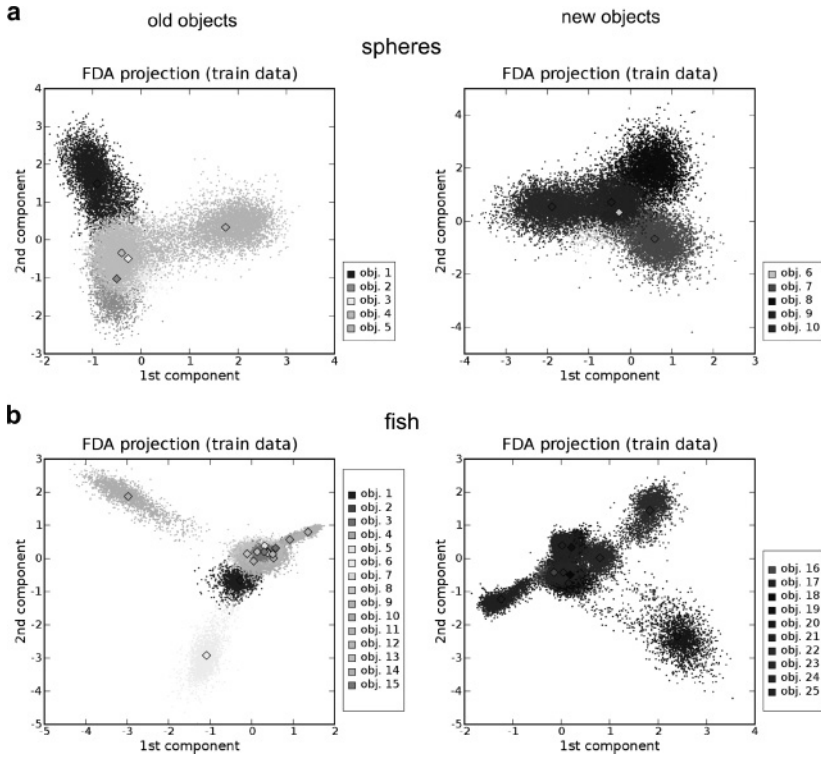 a
old objects
new objects
spheres
FDA projection (train data)
4
3
2
1
0
-1
-2
-3
-2 -1 0 1 2 3 4
2nd component
1st component
obj. 1
obj. 2
obj. 3
obj. 4
obj. 5
FDA projection (train data)
4
2
0
-2
-4
-4 -3 -2 -1 0 1 2 3
2nd component
1st component
obj. 6
obj. 7
obj. 8
obj. 9
obj. 10
b
fish
FDA projection (train data)
3
2
1
0
-1
-2
-3
-4
-5
-5 -4 -3 -2 -1 0 1 2
2nd component
1st component
obj. 1
obj. 2
obj. 3
obj. 4
obj. 5
obj. 6
obj. 7
obj. 8
obj. 9
obj. 10
obj. 11
obj. 12
obj. 13
obj. 14
obj. 15
FDA projection (train data)
3
2
1
0
-1
-2
-3
-4
-5
-2 -1 0 1 2 3 4
2nd component
1st component
obj. 16
obj. 17
obj. 18
obj. 19
obj. 20
obj. 21
obj. 22
obj. 23
obj. 24
obj. 25